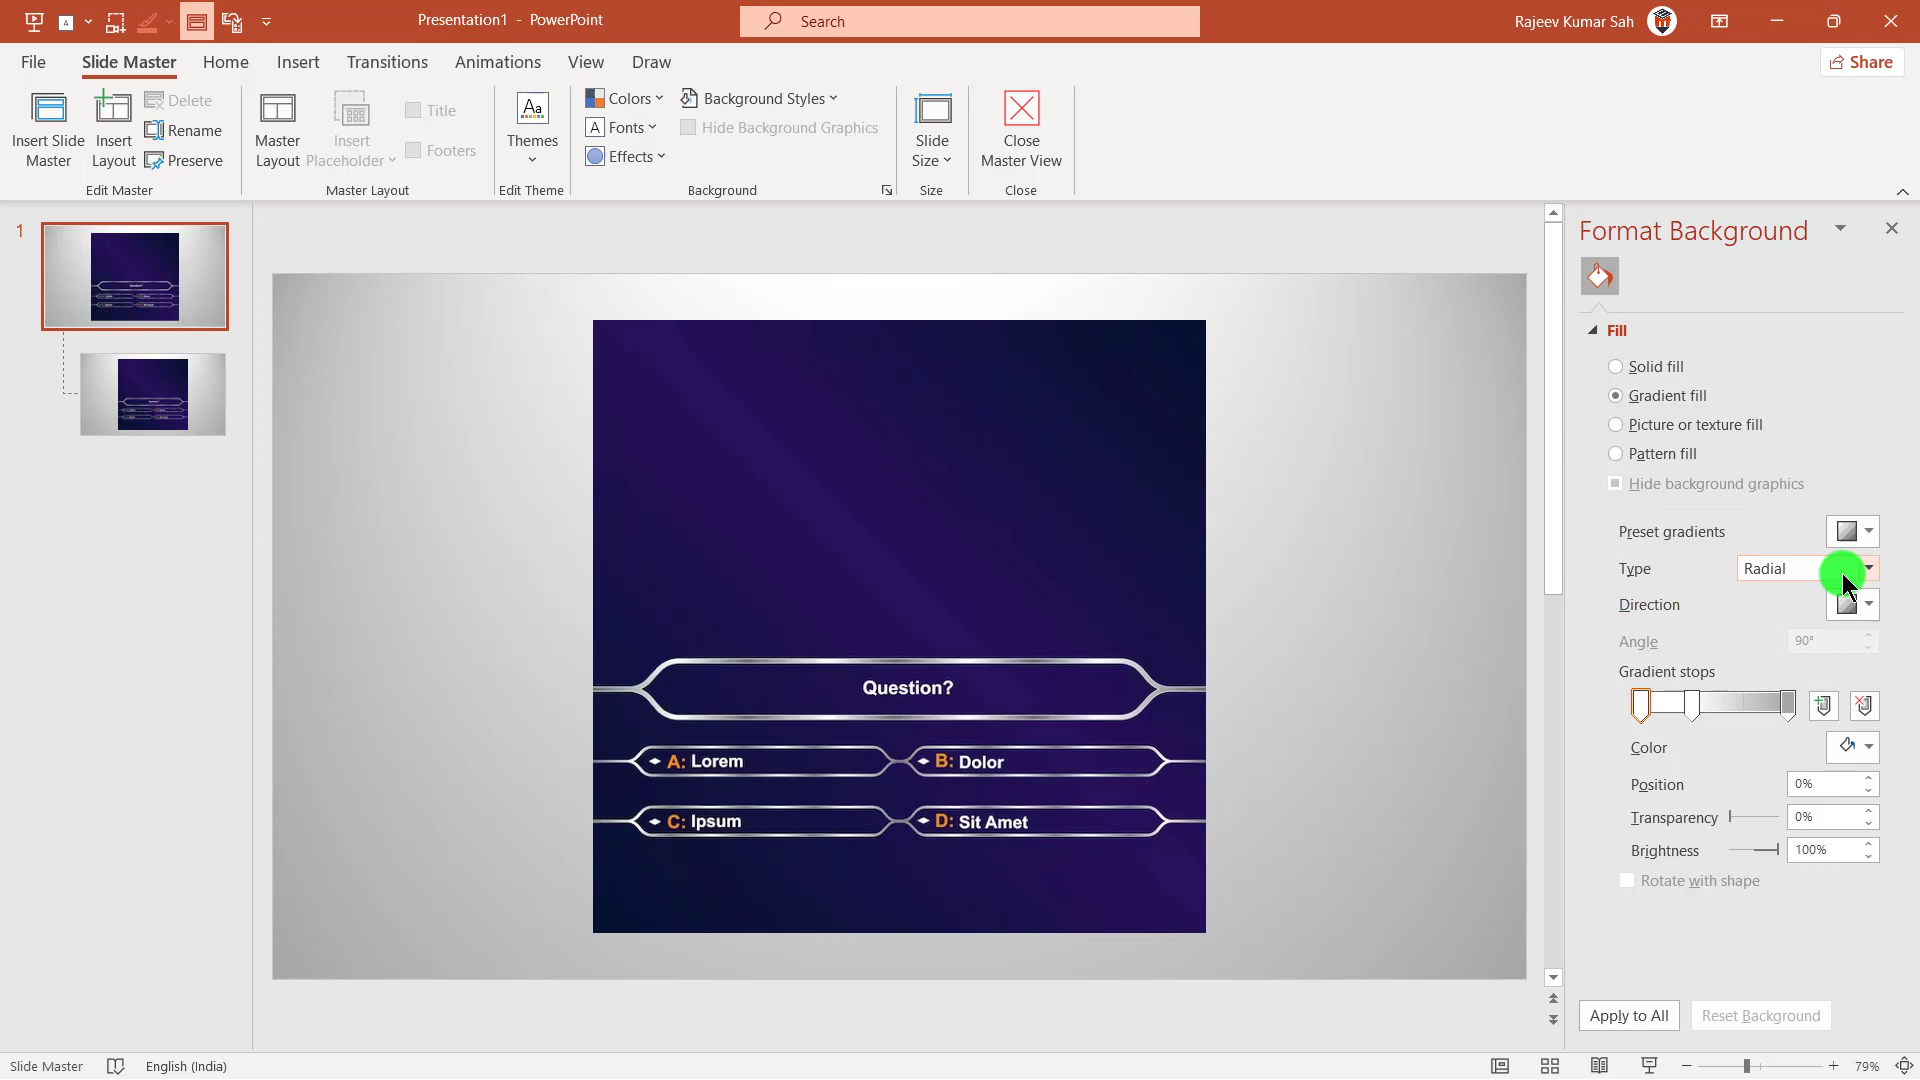 A
Presentation1 - PowerPoint
Search
Rajeev Kumar Sah
File
Slide Master
Home
Insert
Transitions
Animations
View
Draw
Share
Insert Slide Master
Insert Layout
Delete
Rename
Preserve
Edit Master
Master Layout
Insert Placeholder
Title
Footers
Master Layout
Aa
Themes
Edit Theme
Colors
A Fonts
Effects
Background Styles
Hide Background Graphics
Background
Slide Size
Size
Close Master View
Close
1
Question?
A: Lorem
B: Dolor
C: Ipsum
D: Sit Amet
Format Background
Fill
Solid fill
Gradient fill
Picture or texture fill
Pattern fill
Hide background graphics
Preset gradients
Type
Radial
Direction
Angle
90°
Gradient stops
Color
Position
0%
Transparency
0%
Brightness
100%
Rotate with shape
Apply to All
Reset Background
Slide Master
English (India)
79%